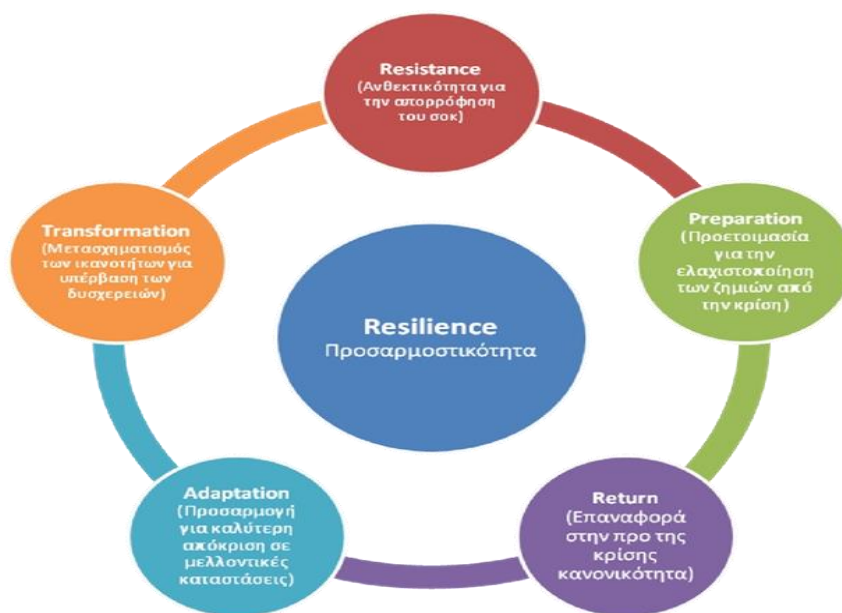 Resistance
(Ανθεκτικότητα για
την απορρόφηση
του σοκ)
Preparation
(Προετοιμασία
για την
ελαχιστοποίηση
των ζημιών από
την κρίση)
Return
(Επαναφορά
στην προ της
κρίσης
κανονικότητα)
Adaptation
(Προσαρμογή
για καλύτερη
απόκριση σε
μελλοντικές
καταστάσεις)
Transformation
(Μετασχηματισμός
των ικανοτήτων για
υπέρβαση των
δυσχερειών)
Resilience
Προσαρμοστικότητα